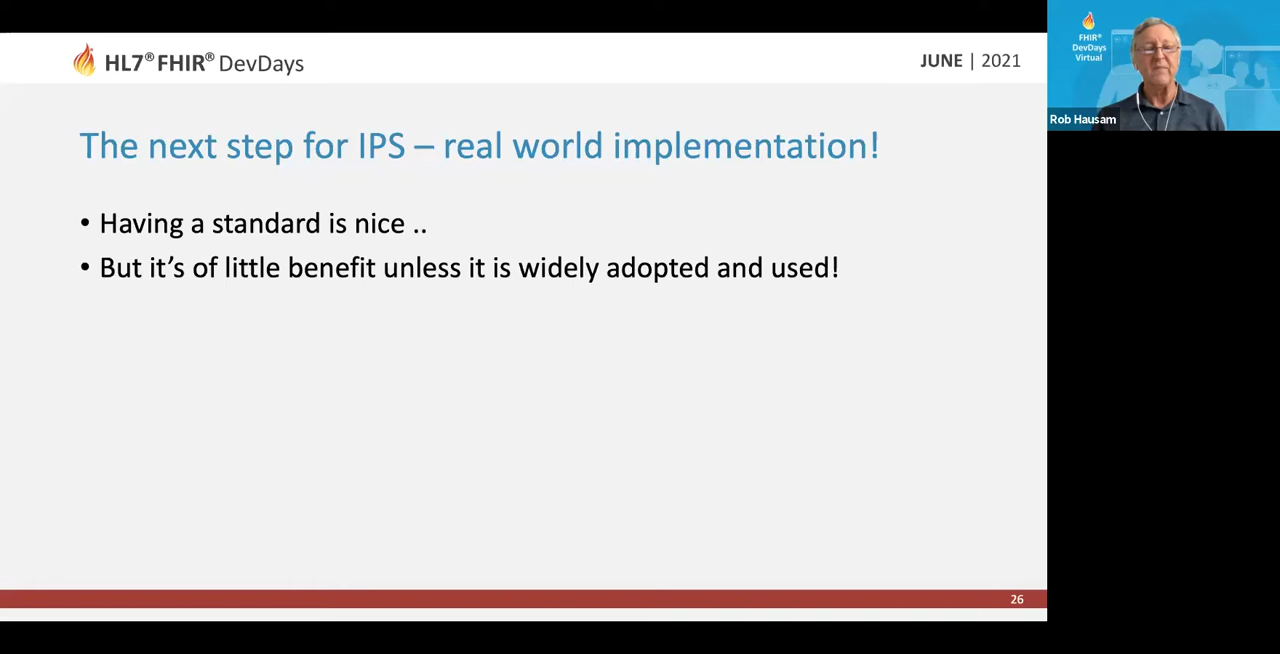 HL7® FHIR® DevDays
JUNE | 2021
The next step for IPS – real world implementation!
• Having a standard is nice ..
• But it’s of little benefit unless it is widely adopted and used!
26
FHIR®
DevDays
Virtual
Rob Hausam